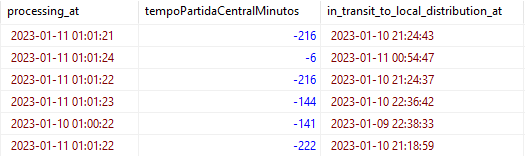 processing_at tempoPartidaCentralMinutos in_transit_to_local_distribution_at
2023-01-11 01:01:21 -216 2023-01-10 21:24:43
2023-01-11 01:01:24 -6 2023-01-11 00:54:47
2023-01-11 01:01:22 -216 2023-01-10 21:24:37
2023-01-11 01:01:23 -144 2023-01-10 22:36:42
2023-01-10 01:00:22 -141 2023-01-09 22:38:33
2023-01-11 01:01:22 -222 2023-01-10 21:18:59